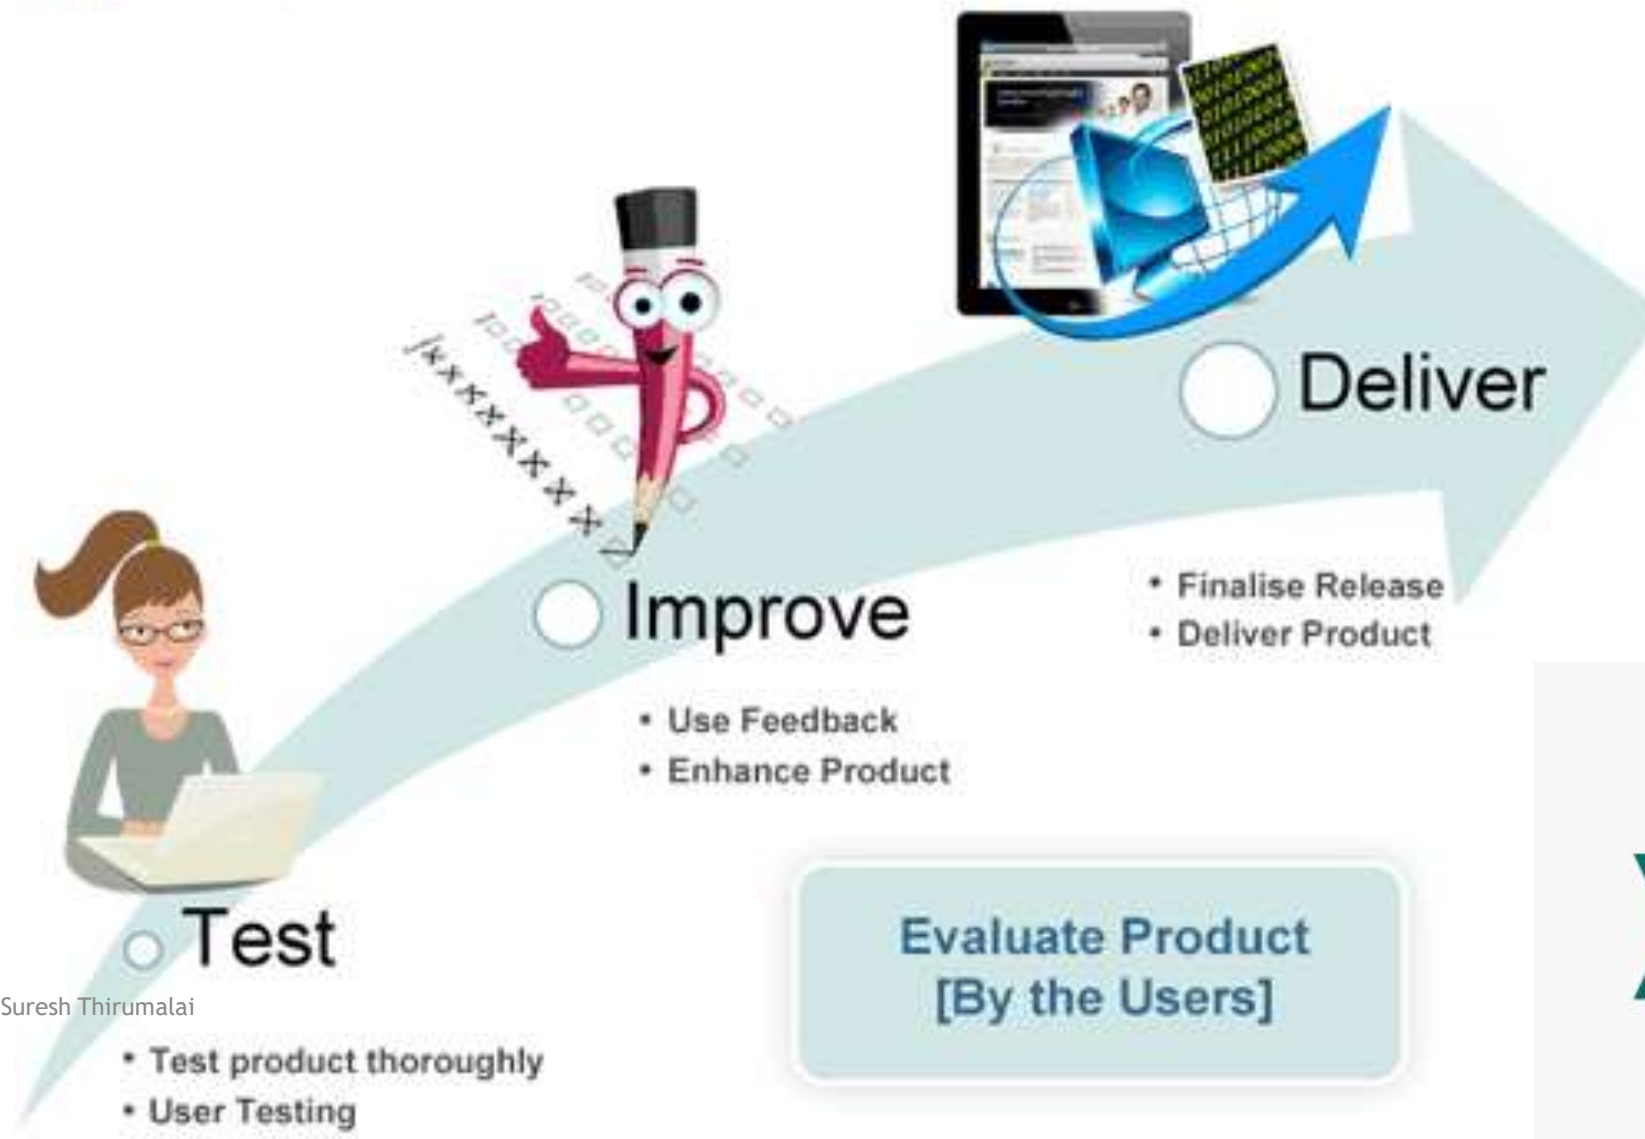 Deliver
• Finalise Release
• Deliver Product
Improve
• Use Feedback
• Enhance Product
Evaluate Product
[By the Users]
Test
Suresh Thirumalai
• Test product thoroughly
• User Testing